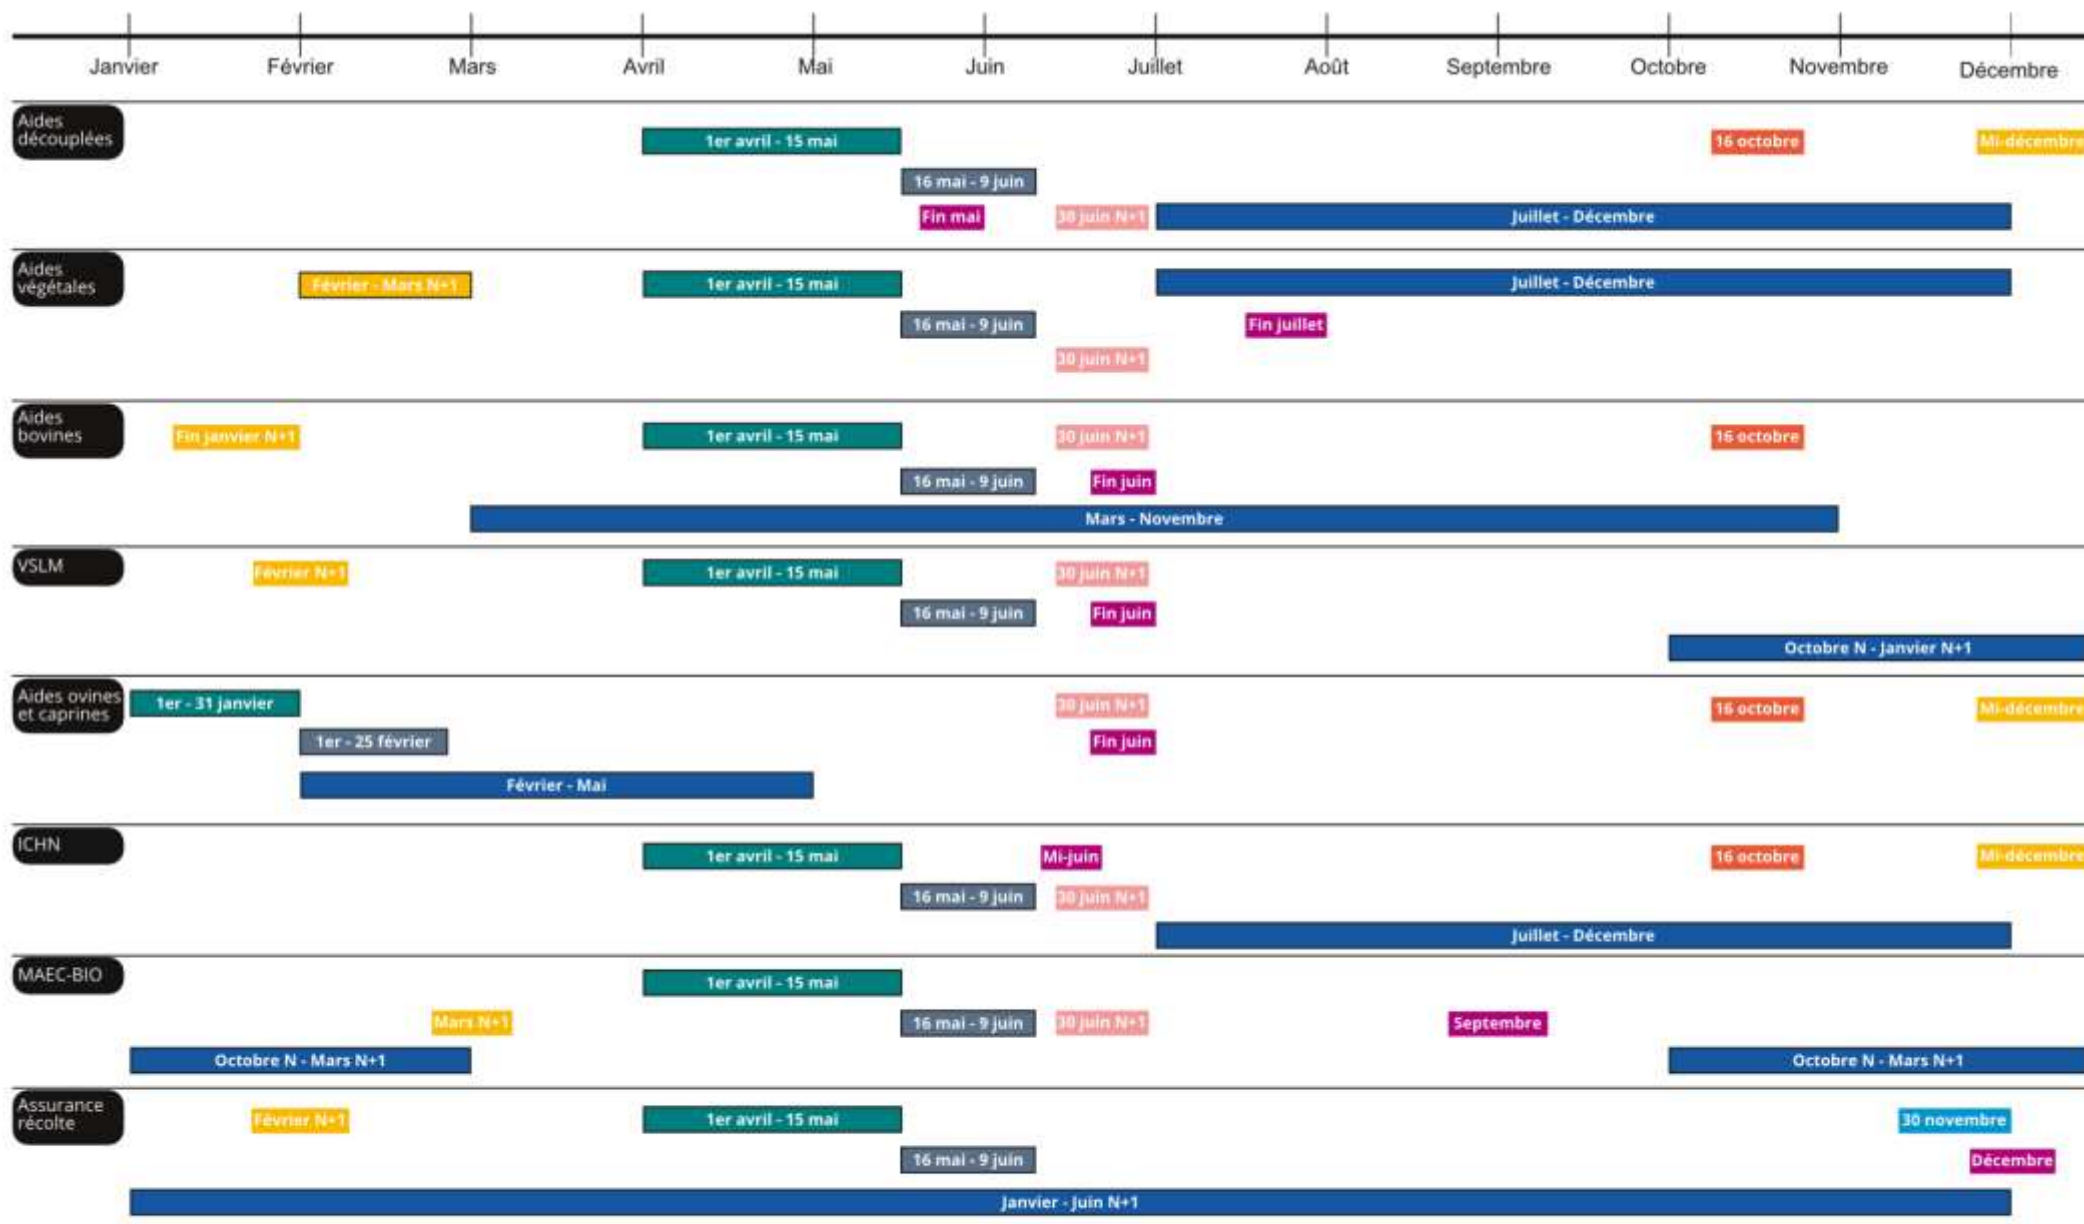 Janvier Février Mars Avril Mai Juin Juillet Août Septembre Octobre Novembre Décembre
Aides
découplées
1er avril - 15 mai 16 octobre Mi-décembre
16 mai - 9 juin
Fin mai 30 juin N+1 Juillet - Décembre
Aides
végétales
Février - Mars N+1 1er avril - 15 mai Juillet - Décembre
16 mai - 9 juin Fin juillet
30 juin N+1
Aides
bovines
Fin janvier N+1 1er avril - 15 mai 30 juin N+1 16 octobre
16 mai - 9 juin Fin juin
Mars - Novembre
VSLM
Février N+1 1er avril - 15 mai 30 juin N+1
16 mai - 9 juin Fin juin
Octobre N - Janvier N+1
Aides ovines
et caprines
1er - 31 janvier 30 juin N+1 16 octobre Mi-décembre
1er - 25 février Fin juin
Février - Mai
ICHN
1er avril - 15 mai Mi-juin 16 octobre Mi-décembre
16 mai - 9 juin 30 juin N+1
Juillet - Décembre
MAEC-BIO
1er avril - 15 mai
Mars N+1 16 mai - 9 juin 30 juin N+1 Septembre
Octobre N - Mars N+1 Octobre N - Mars N+1
Assurance
récolte
Février N+1 1er avril - 15 mai 30 novembre
16 mai - 9 juin Décembre
Janvier - Juin N+1